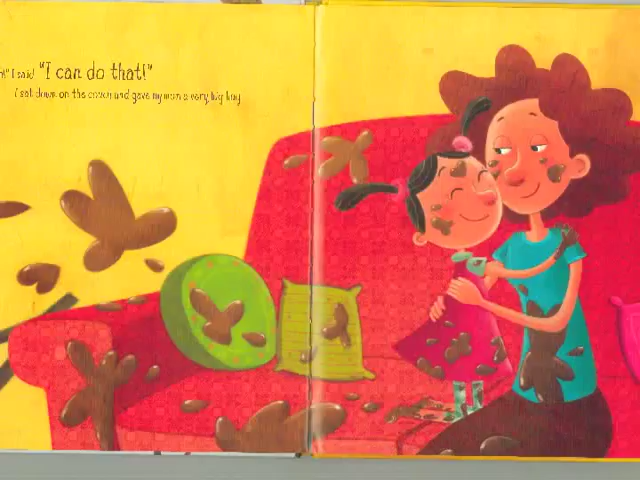 I said "I can do that!"
I sat down on the couch and gave my mom a very big hug